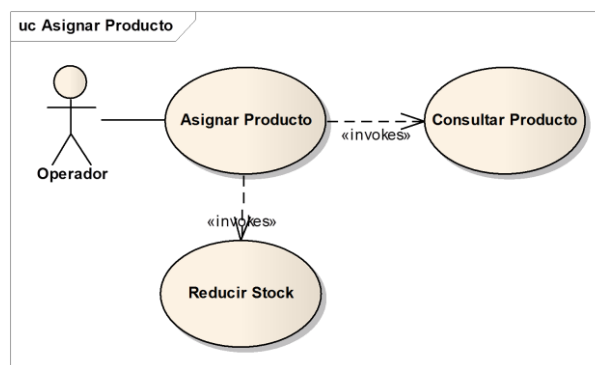 uc Asignar Producto
Operador
Asignar Producto
«invokes»
Consultar Producto
«invokes»
Reducir Stock